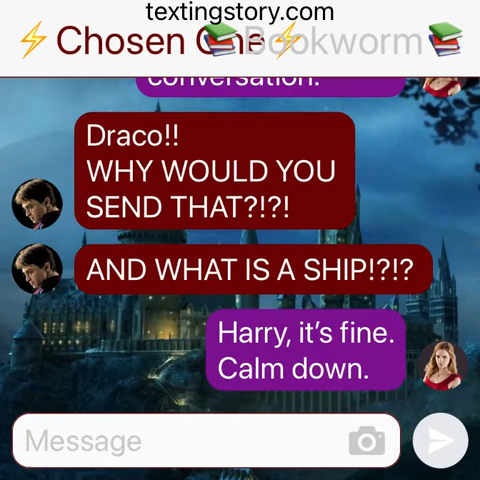 textingstory.com
⚡Chosen One⚡
📚Bookworm📚
conversation.
Draco!!
WHY WOULD YOU
SEND THAT?!?!
AND WHAT IS A SHIP!?!?
Harry, it's fine.
Calm down.
Message